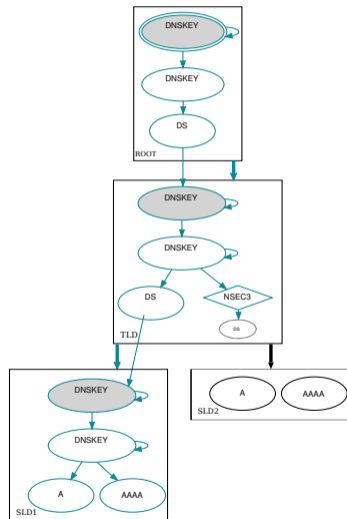 DNSKEY
DNSKEY
DS
ROOT
DNSKEY
DNSKEY
DS
NSEC3
DS
TLD
DNSKEY
DNSKEY
A
AAAA
SLD1
A
AAAA
SLD2